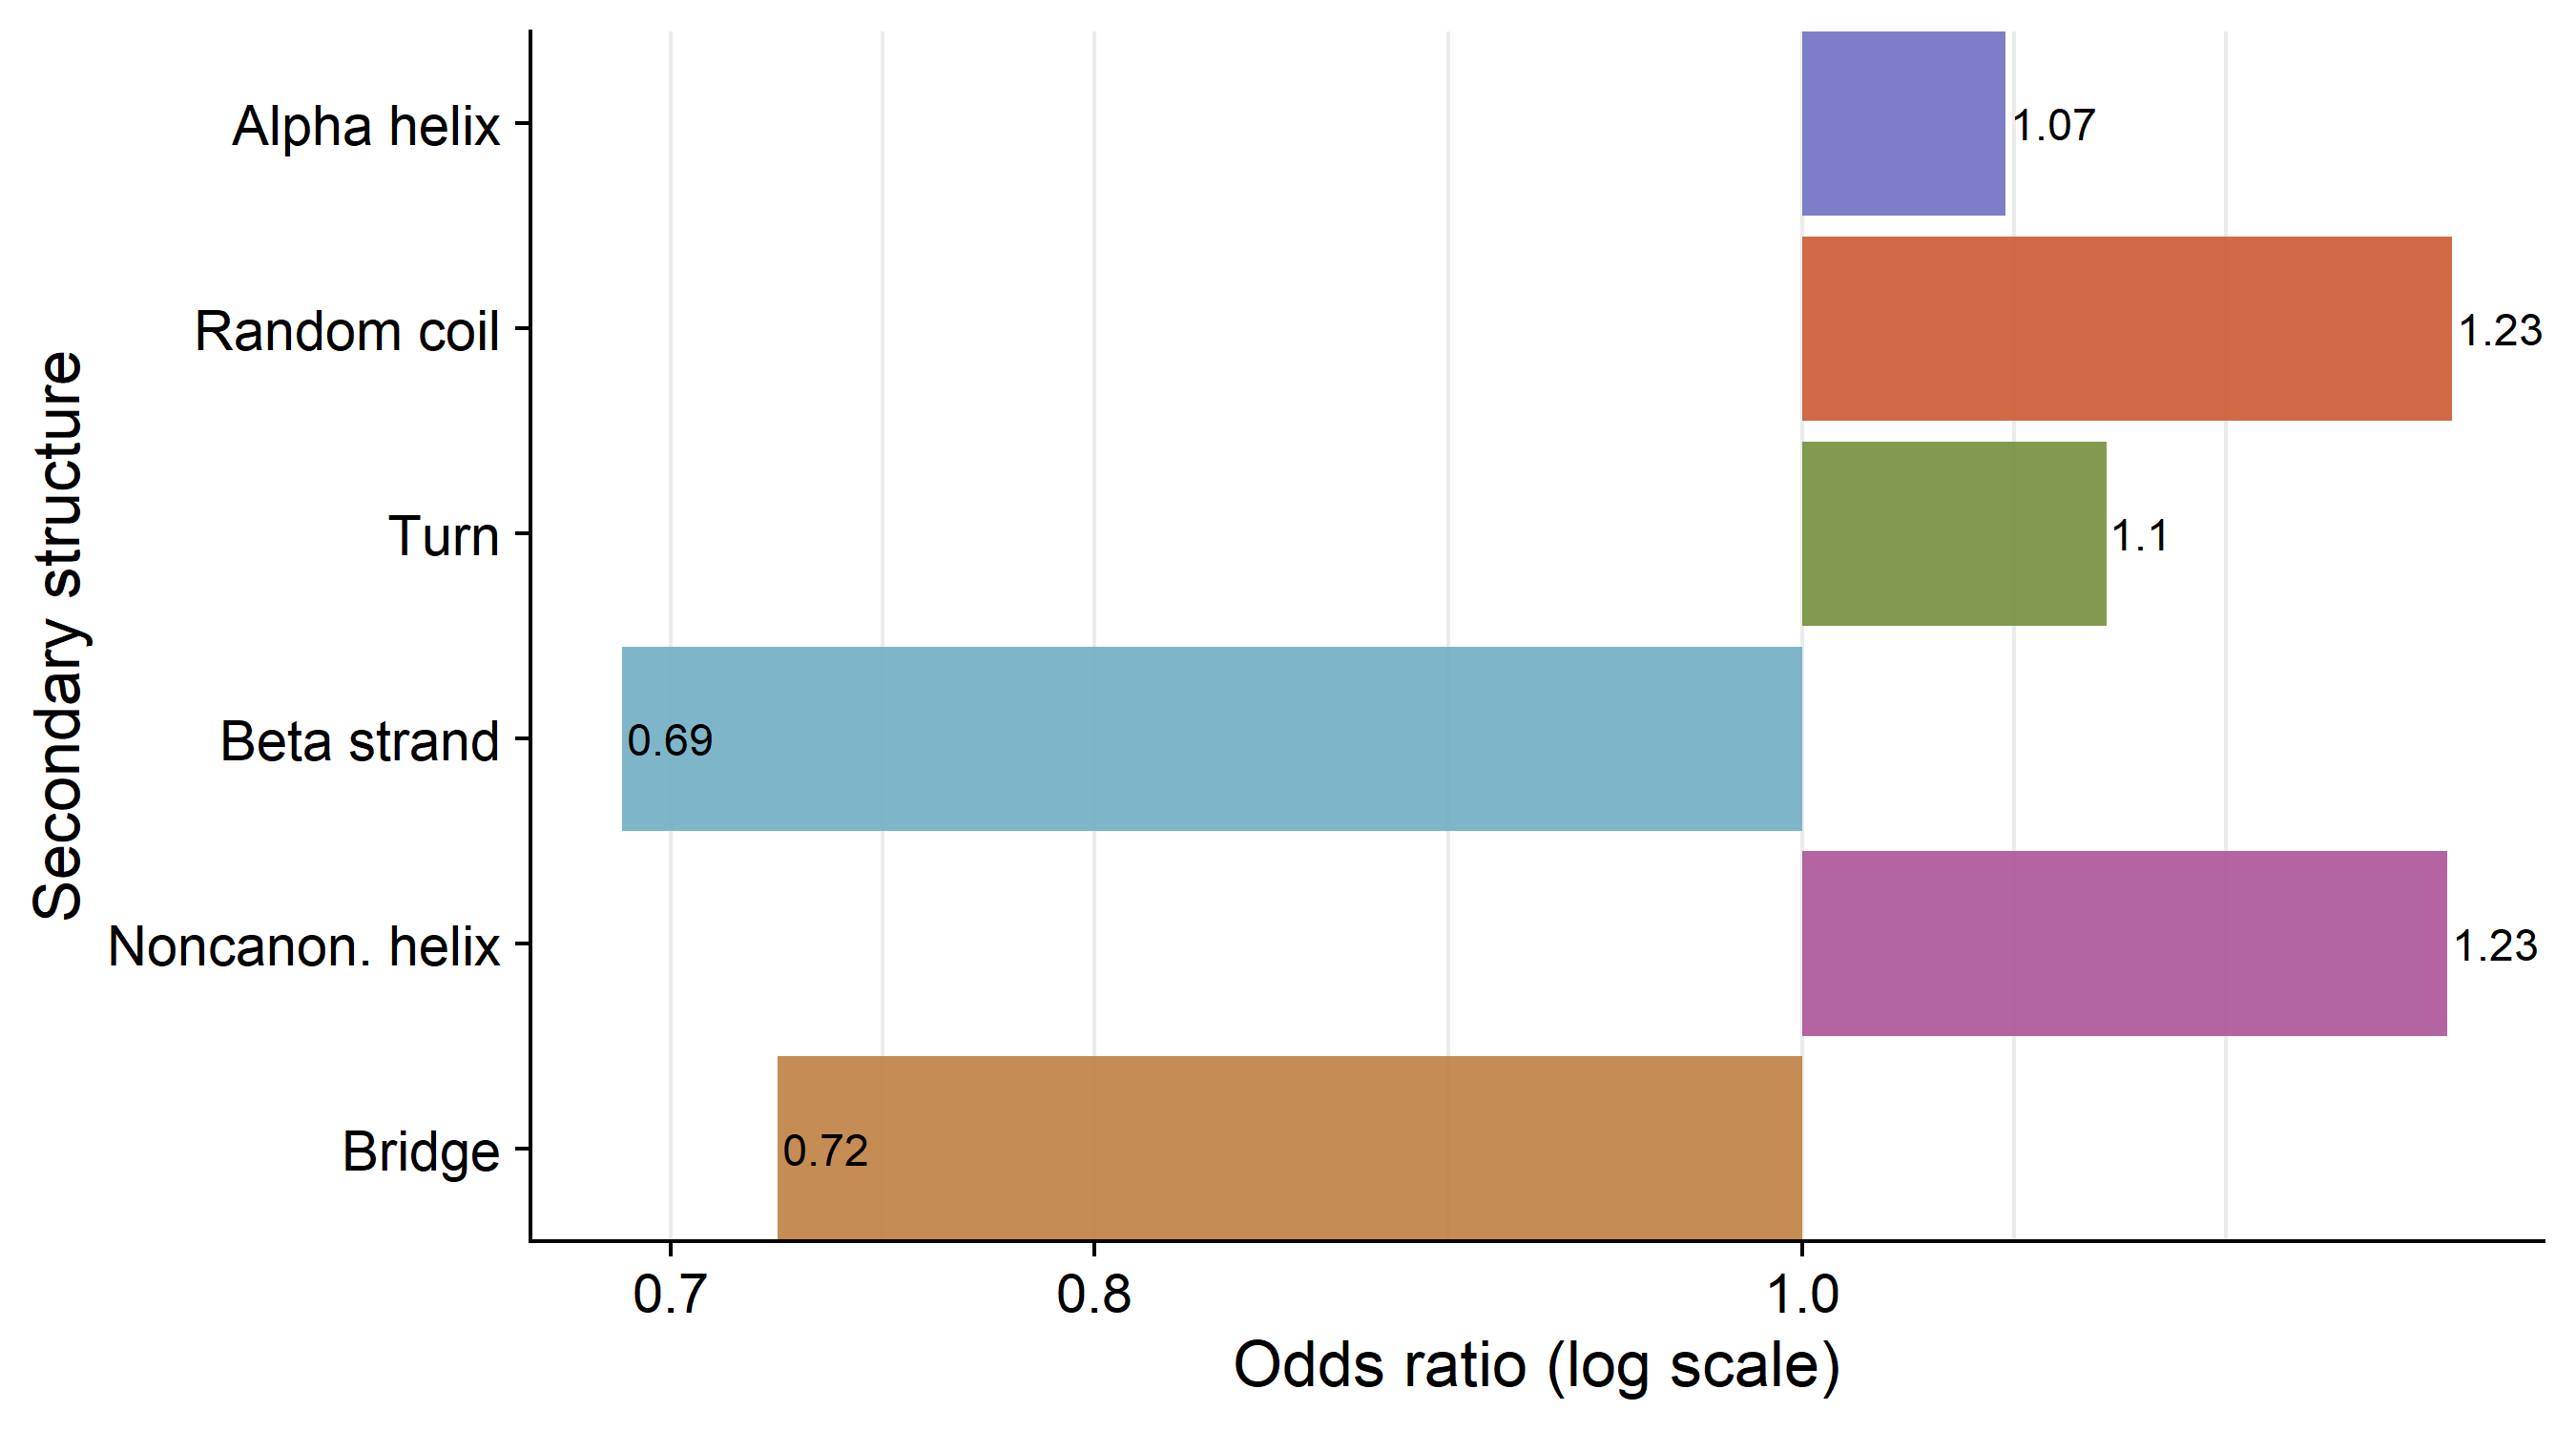 Secondary structure
Alpha helix
1.07
Random coil
1.23
Turn
1.1
Beta strand
0.69
Noncanon. helix
1.23
Bridge
0.72
0.7 0.8 1.0
Odds ratio (log scale)